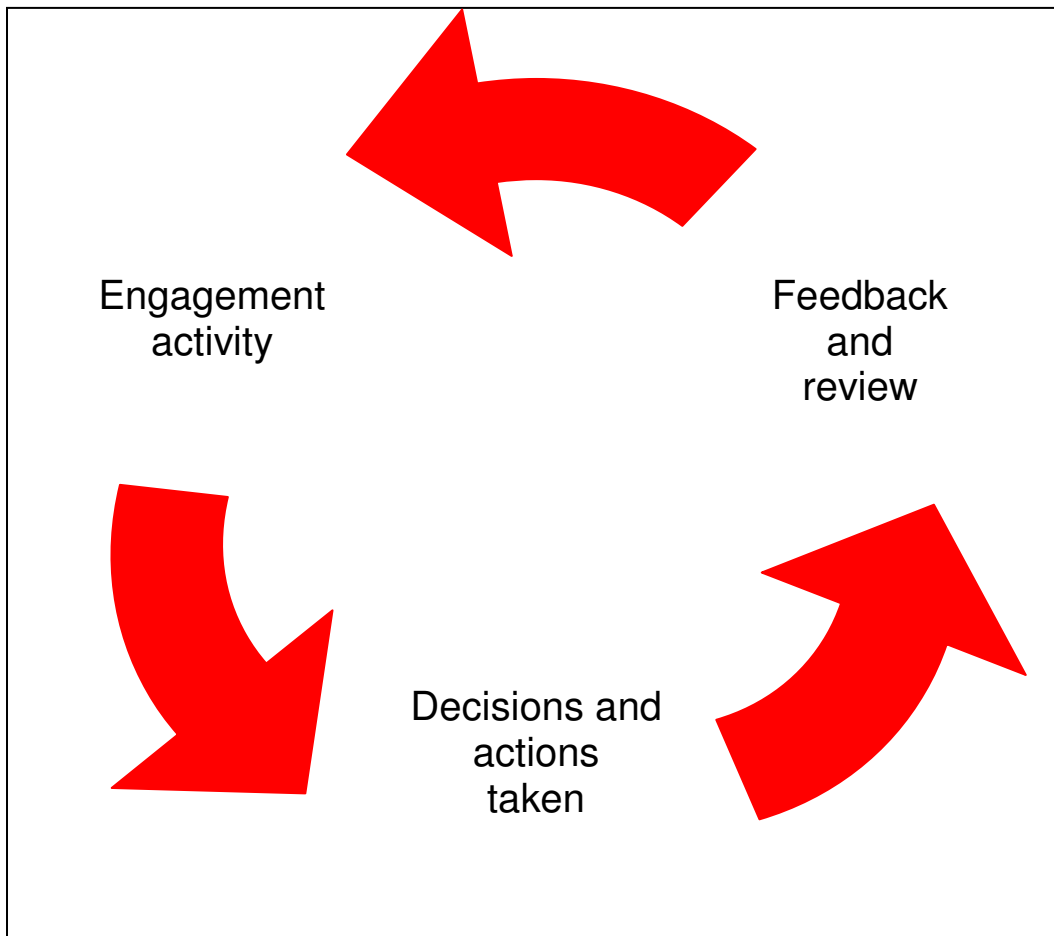 Engagement
activity
Feedback
and
review
Decisions and
actions
taken